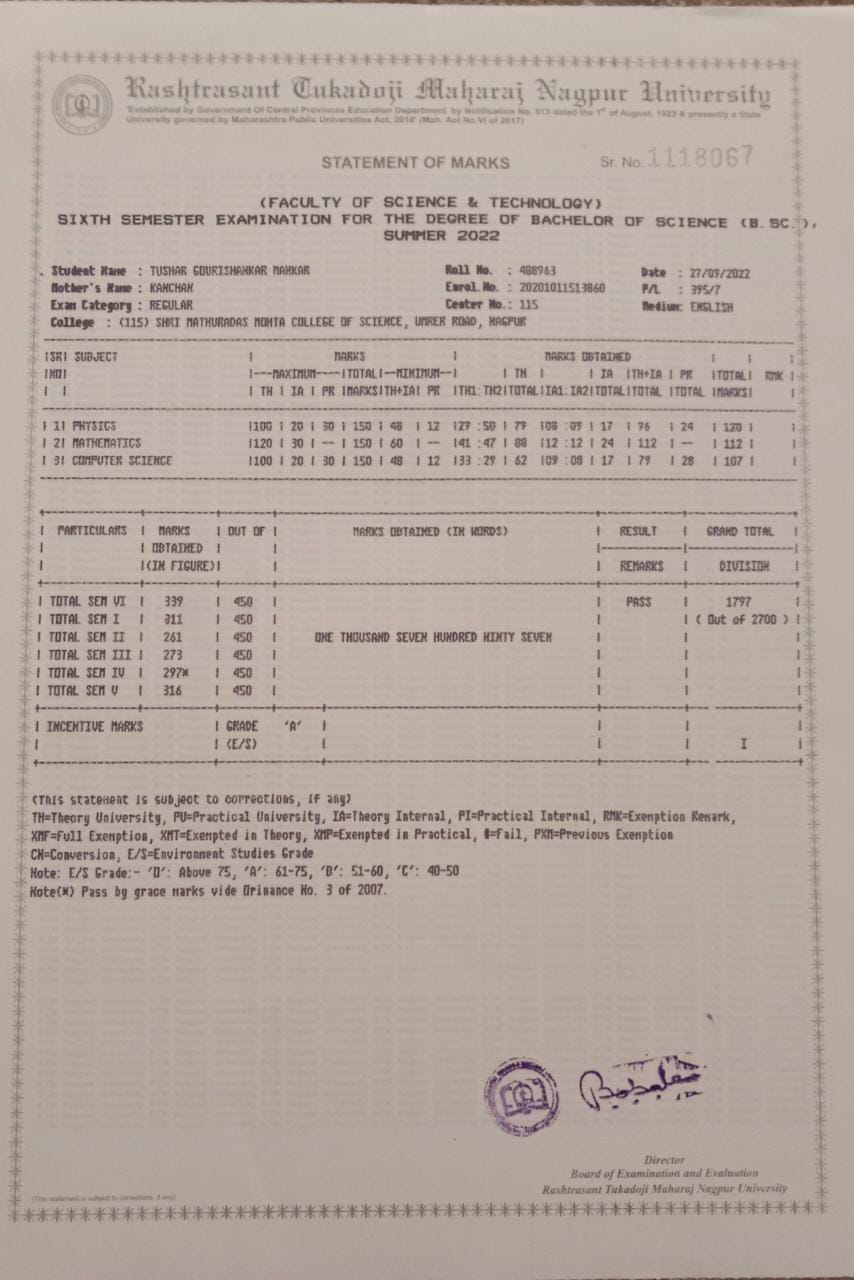 Rashtrasant Tukadoji Maharaj Nagpur University
'Established by Government Of Central Provinces Education Department by Notification No. 513 dated the 1st of August, 1923 & presently a State
University governed by Maharashtra Public Universities Act, 2016' (Mah. Act No.VI of 2017)
STATEMENT OF MARKS Sr. No. 1118067
(FACULTY OF SCIENCE & TECHNOLOGY)
SIXTH SEMESTER EXAMINATION FOR THE DEGREE OF BACHELOR OF SCIENCE (B.SC.),
SUMMER 2022
Student Name : TUSHAR GOURISHANKAR MANKAR Roll No. : 488963 Date : 27/09/2022
Mother's Name : KANCHAN Enrol.No. : 20201011513860 P/L : 395/7
Exam Category : REGULAR Center No.: 115 Medium: ENGLISH
College : (115) SHRI MATHURADAS MOHTA COLLEGE OF SCIENCE, UMRER ROAD, NAGPUR
|SR| SUBJECT | MARKS | MARKS OBTAINED | | |
|NO| |---MAXIMUM----|TOTAL|--MINIMUM--| | TH | | IA |TH+IA | PR |TOTAL| RMK |
| | | TH | IA | PR |MARKS|TH+IA| PR |TH1: TH2|TOTAL|IA1: IA2|TOTAL|TOTAL |TOTAL |MARKS| |
| 1| PHYSICS |100 | 20 | 30 | 150 | 48 | 12 |29 :50 | 79 |08 :09 | 17 | 96 | 24 | 120 | |
| 2| MATHEMATICS |120 | 30 | -- | 150 | 60 | -- |41 :47 | 88 |12 :12 | 24 | 112 | -- | 112 | |
| 3| COMPUTER SCIENCE |100 | 20 | 30 | 150 | 48 | 12 |33 :29 | 62 |09 :08 | 17 | 79 | 28 | 107 | |
| PARTICULARS | MARKS | OUT OF | MARKS OBTAINED (IN WORDS) | RESULT | GRAND TOTAL |
| | OBTAINED | | |
| |(IN FIGURE)| | | REMARKS | DIVISION |
| TOTAL SEM VI | 339 | 450 | | PASS | 1797 |
| TOTAL SEM I | 311 | 450 | | | ( Out of 2700 ) |
| TOTAL SEM II | 261 | 450 | ONE THOUSAND SEVEN HUNDRED NINTY SEVEN | | |
| TOTAL SEM III | 273 | 450 | | | |
| TOTAL SEM IV | 297* | 450 | | | |
| TOTAL SEM V | 316 | 450 | | | |
| INCENTIVE MARKS | GRADE 'A' | | | |
| | (E/S) | | | I |
(This statement is subject to corrections, if any)
TH=Theory University, PU=Practical University, IA=Theory Internal, PI=Practical Internal, RMK=Exemption Remark,
XMF=Full Exemption, XMT=Exempted in Theory, XMP=Exempted in Practical, #=Fail, PXM=Previous Exemption
CN=Conversion, E/S=Environment Studies Grade
Note: E/S Grade:- 'O': Above 75, 'A': 61-75, 'B': 51-60, 'C': 40-50
Note(*) Pass by grace marks vide Orinance No. 3 of 2007.
Director
Board of Examination and Evaluation
Rashtrasant Tukadoji Maharaj Nagpur University
(This statement is subject to corrections, if any)